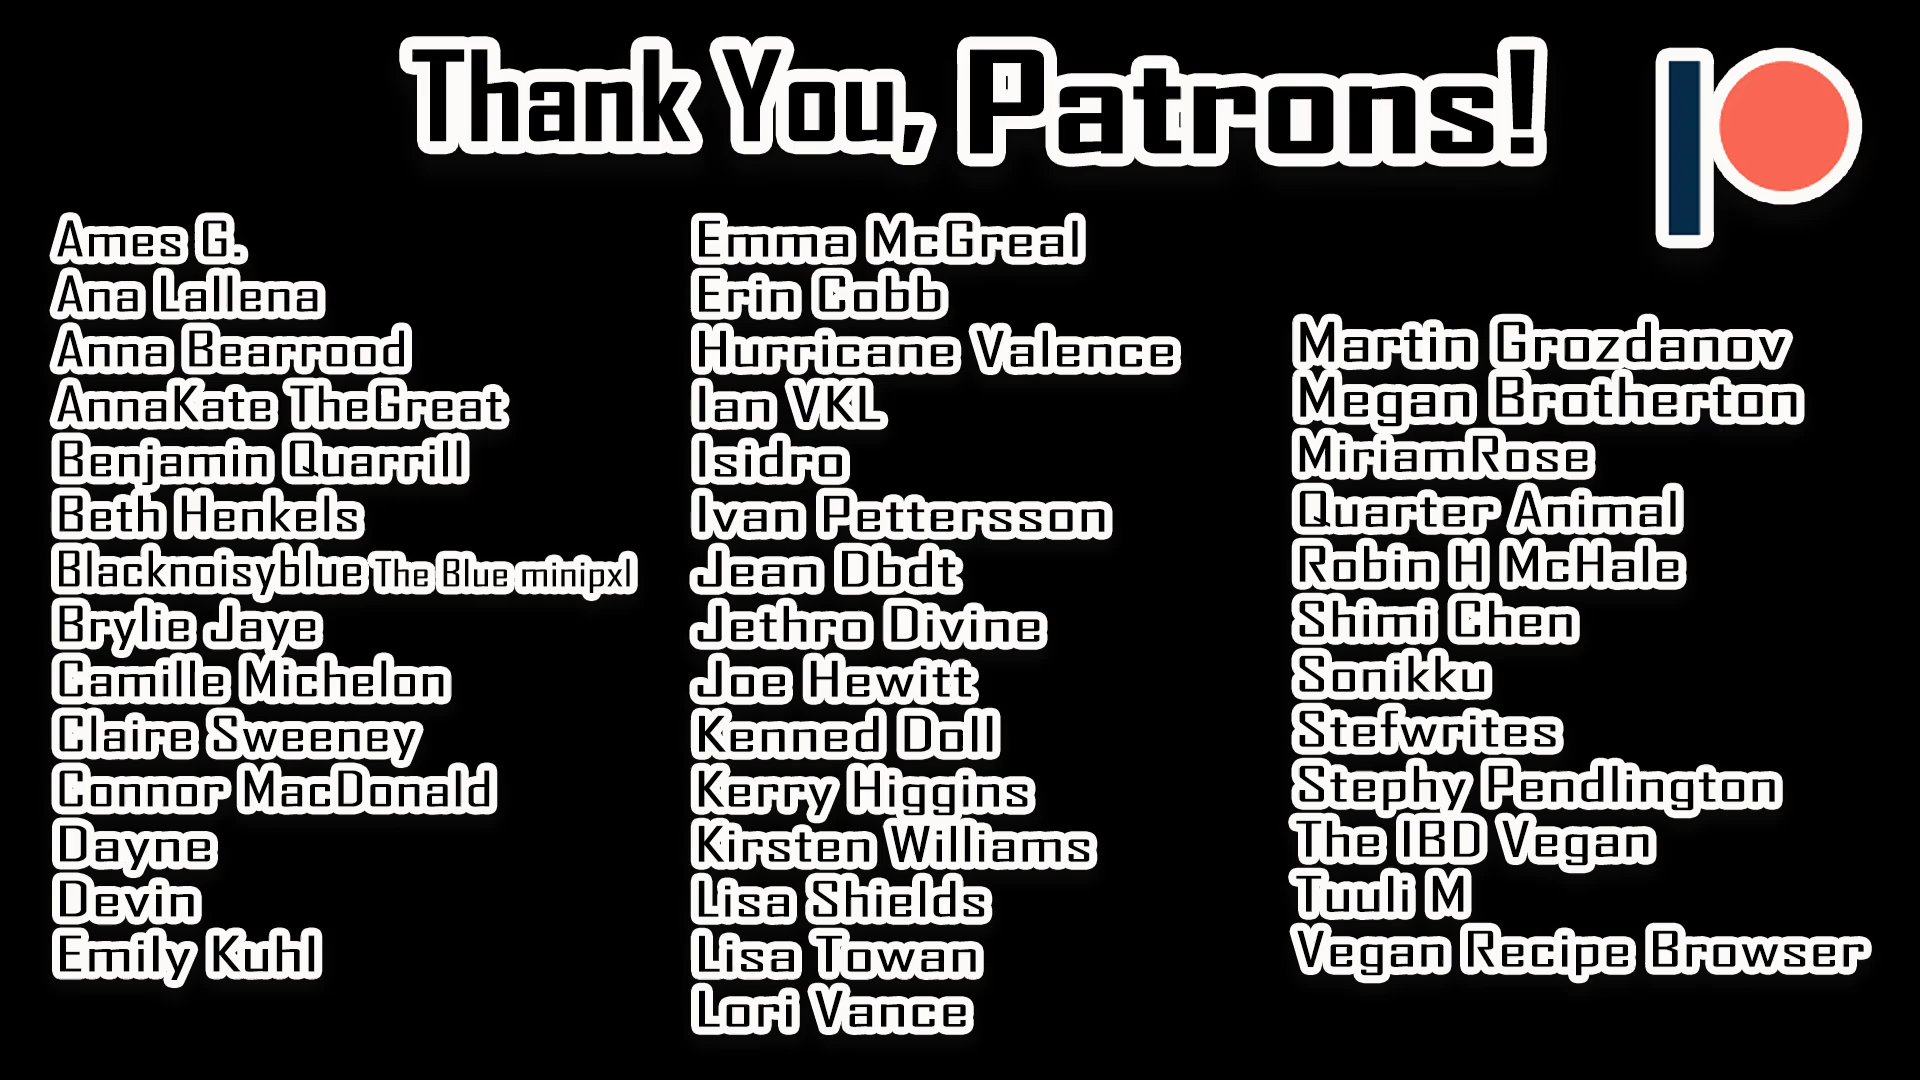 Thank You, Patrons!
Ames G.
Ana Lallena
Anna Bearrood
AnnaKate TheGreat
Benjamin Quarrill
Beth Henkels
Blacknoisyblue The Blue minipxl
Brylie Jaye
Camille Michelon
Claire Sweeney
Connor MacDonald
Dayne
Devin
Emily Kuhl
Emma McGreal
Erin Cobb
Hurricane Valence
Ian VKL
Isidro
Ivan Pettersson
Jean Dbdt
Jethro Divine
Joe Hewitt
Kenned Doll
Kerry Higgins
Kirsten Williams
Lisa Shields
Lisa Towan
Lori Vance
Martin Grozdanov
Megan Brotherton
MiriamRose
Quarter Animal
Robin H McHale
Shimi Chen
Sonikku
Stefwrites
Stephy Pendlington
The IBD Vegan
Tuuli M
Vegan Recipe Browser